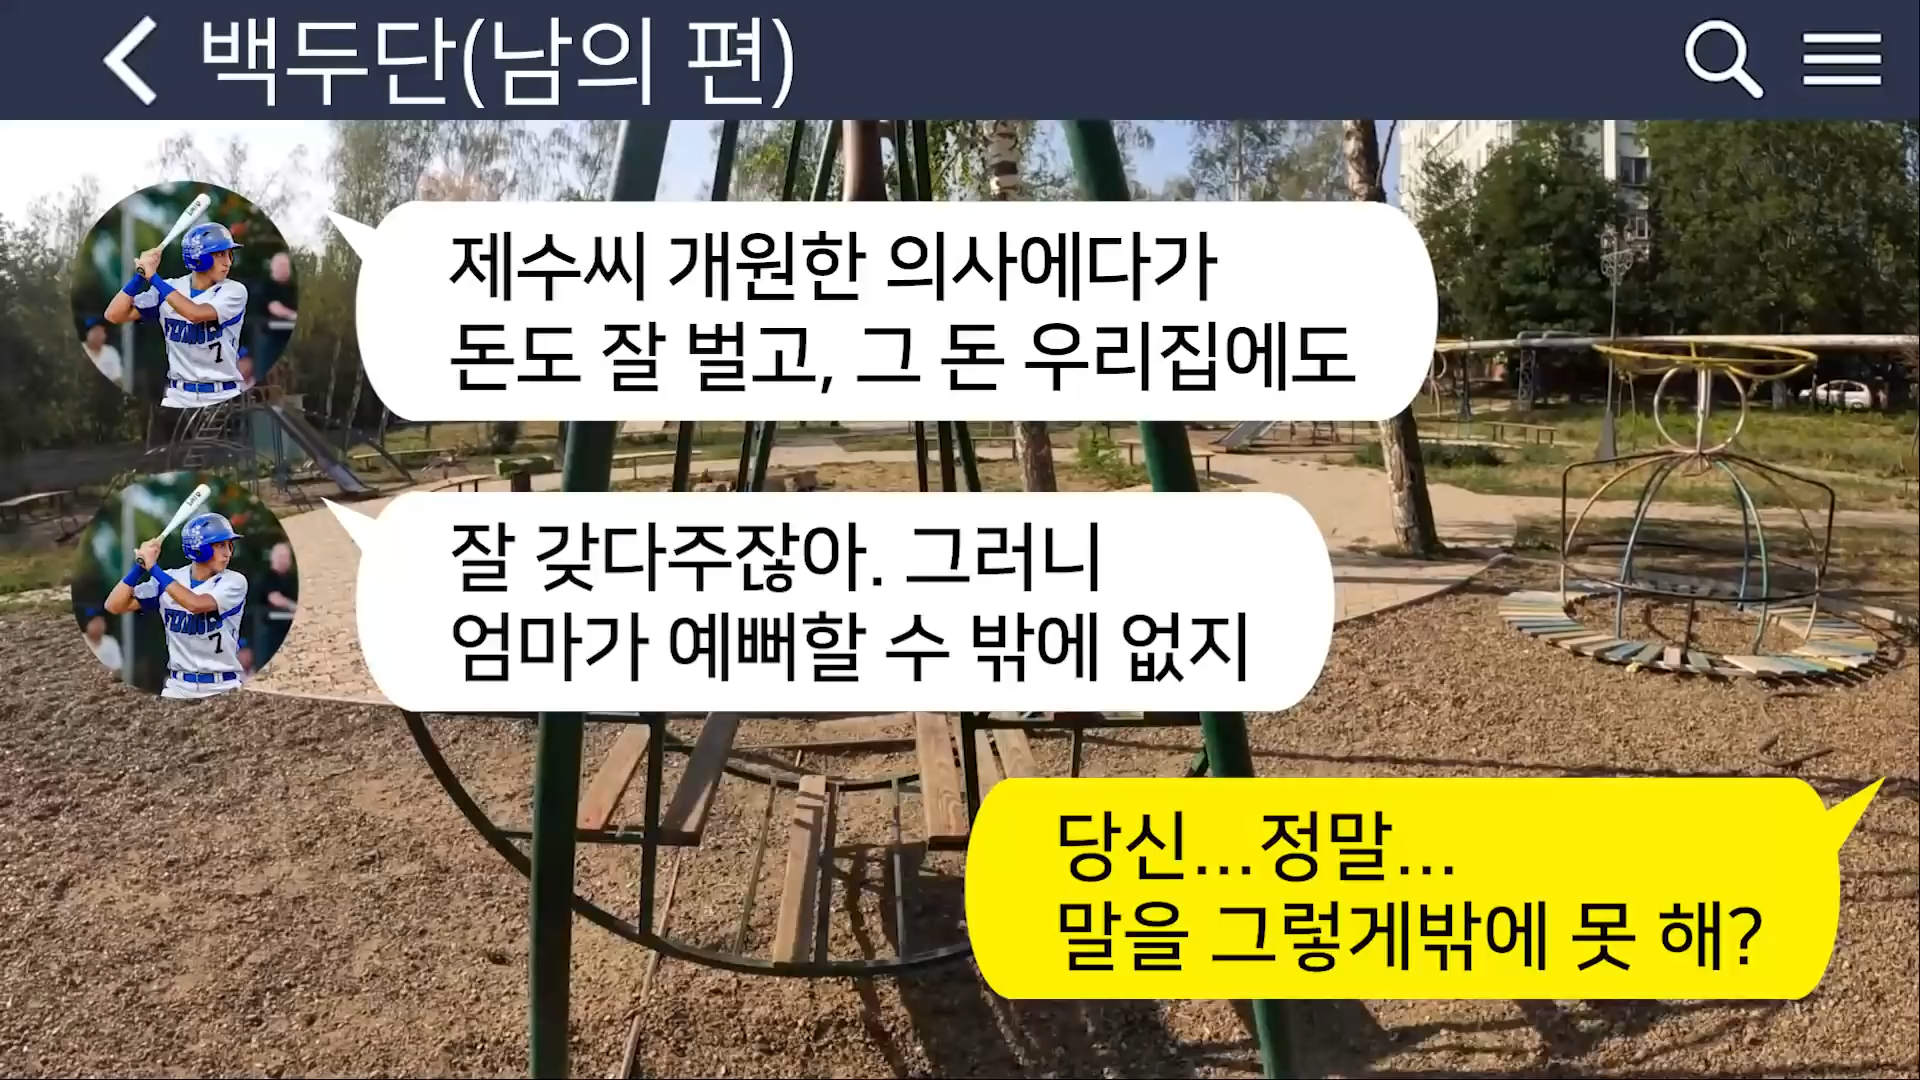 백두단(남의 편)
제수씨 개원한 의사에다가
돈도 잘 벌고, 그 돈 우리집에도
잘 갖다주잖아. 그러니
엄마가 예뻐할 수 밖에 없지
당신...정말...
말을 그렇게밖에 못 해?
7
7